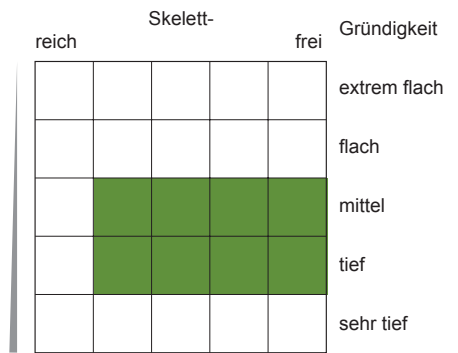 Skelett-
reich frei Gründigkeit
extrem flach
flach
mittel
tief
sehr tief